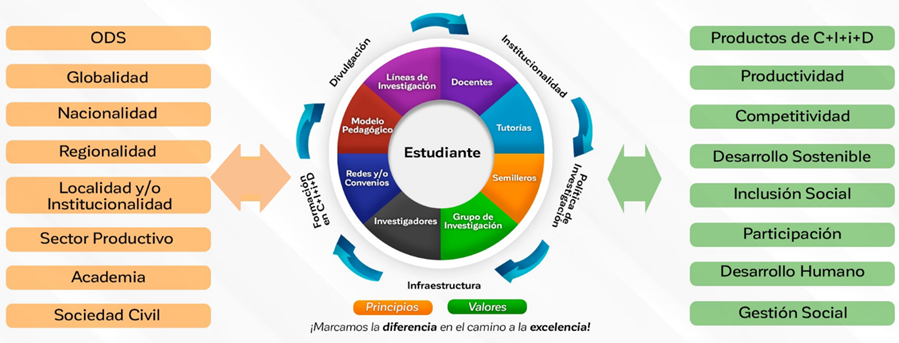 ODS
Globalidad
Nacionalidad
Regionalidad
Localidad y/o
Institucionalidad
Sector Productivo
Academia
Sociedad Civil
Divulgación
Institucionalidad
Política de
Investigación
Infraestructura
Formación
en C+I+i+D
Líneas de
Investigación
Docentes
Tutorías
Semilleros
Grupo de
Investigación
Investigadores
Redes y/o
Convenios
Modelo
Pedagógico
Estudiante
Principios
Valores
¡Marcamos la diferencia en el camino a la excelencia!
Productos de C+I+i+D
Productividad
Competitividad
Desarrollo Sostenible
Inclusión Social
Participación
Desarrollo Humano
Gestión Social